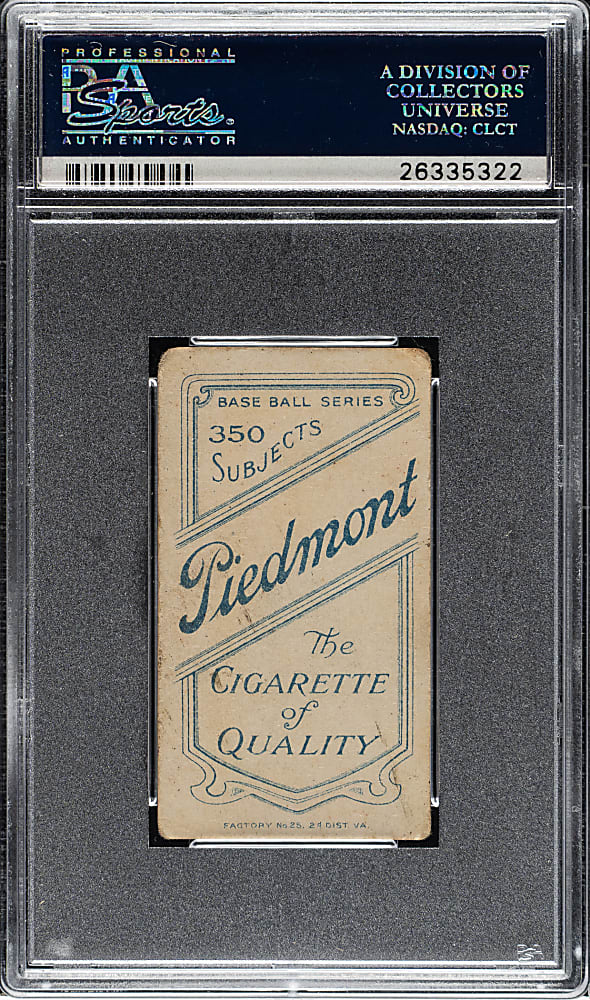 PROFESSIONAL
PSA
Sports
AUTHENTICATOR
A DIVISION OF
COLLECTORS
UNIVERSE
NASDAQ: CLCT
26335322
BASE BALL SERIES
350
SUBJECTS
Piedmont
The
CIGARETTE
of
QUALITY
FACTORY No 25, 2d DIST. VA.